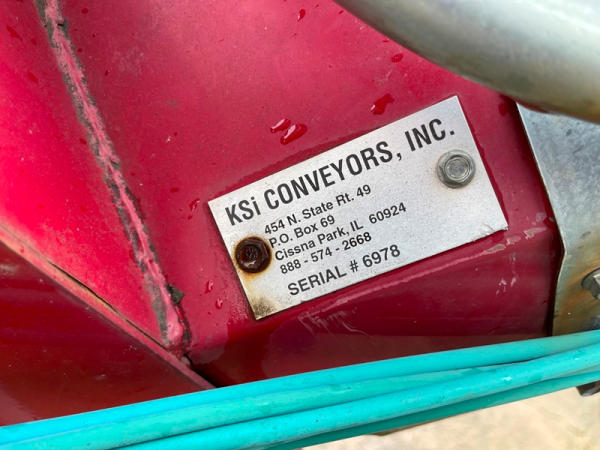 KSi CONVEYORS, INC.
454 N. State Rt. 49
P.O. Box 69
Cissna Park, IL 60924
888 - 574 - 2668
SERIAL # 6978